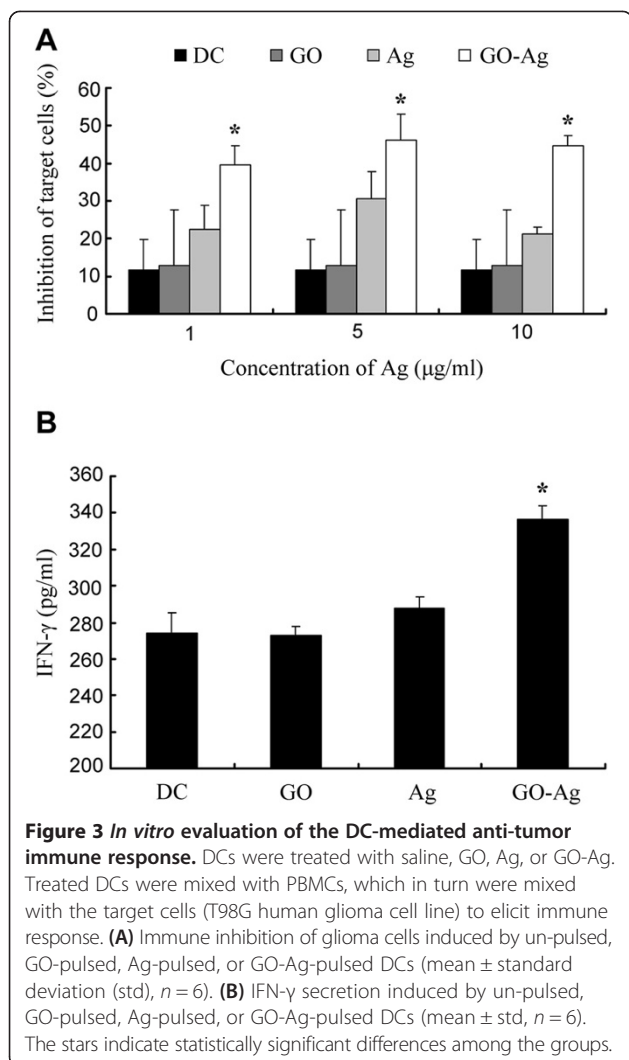 A
DC GO Ag GO-Ag
Inhibition of target cells (%)
60
50
40
30
20
10
0
* * *
1 5 10
Concentration of Ag (μg/ml)
B
IFN-γ (pg/ml)
360
340
320
300
280
260
240
220
200
*
DC GO Ag GO-Ag
Figure 3 In vitro evaluation of the DC-mediated anti-tumor
immune response. DCs were treated with saline, GO, Ag, or GO-Ag.
Treated DCs were mixed with PBMCs, which in turn were mixed
with the target cells (T98G human glioma cell line) to elicit immune
response. (A) Immune inhibition of glioma cells induced by un-pulsed,
GO-pulsed, Ag-pulsed, or GO-Ag-pulsed DCs (mean ± standard
deviation (std), n = 6). (B) IFN-γ secretion induced by un-pulsed,
GO-pulsed, Ag-pulsed, or GO-Ag-pulsed DCs (mean ± std, n = 6).
The stars indicate statistically significant differences among the groups.